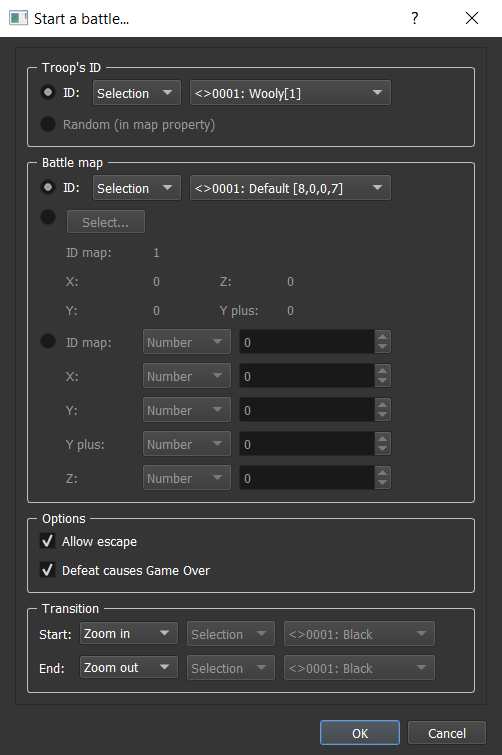 Start a battle...
Troop's ID
ID: Selection <>0001: Wooly[1]
Random (in map property)
Battle map
ID: Selection <>0001: Default [8,0,0,7]
Select...
ID map: 1
X: 0 Z: 0
Y: 0 Y plus: 0
ID map: Number 0
X: Number 0
Y: Number 0
Y plus: Number 0
Z: Number 0
Options
Allow escape
Defeat causes Game Over
Transition
Start: Zoom in Selection <>0001: Black
End: Zoom out Selection <>0001: Black
OK Cancel